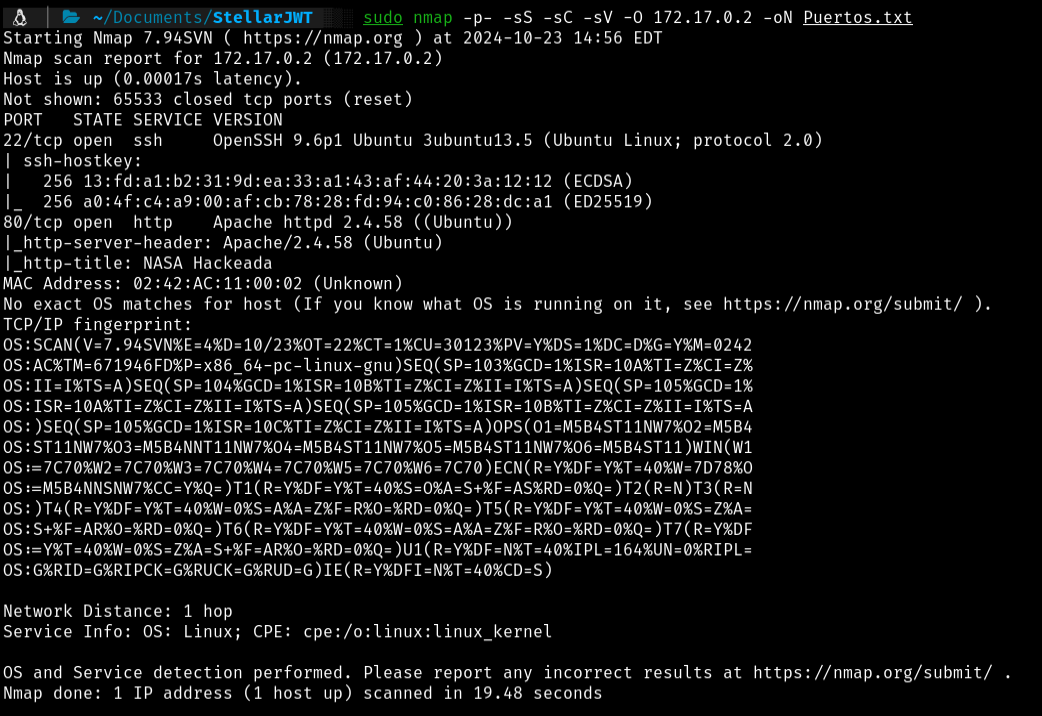 ~/Documents/StellarJWT sudo nmap -p- -sS -sC -sV -O 172.17.0.2 -oN Puertos.txt
Starting Nmap 7.94SVN ( https://nmap.org ) at 2024-10-23 14:56 EDT
Nmap scan report for 172.17.0.2 (172.17.0.2)
Host is up (0.00017s latency).
Not shown: 65533 closed tcp ports (reset)
PORT   STATE SERVICE VERSION
22/tcp open  ssh     OpenSSH 9.6p1 Ubuntu 3ubuntu13.5 (Ubuntu Linux; protocol 2.0)
| ssh-hostkey:
|   256 13:fd:a1:b2:31:9d:ea:33:a1:43:af:44:20:3a:12:12 (ECDSA)
|_  256 a0:4f:c4:a9:00:af:cb:78:28:fd:94:c0:86:28:dc:a1 (ED25519)
80/tcp open  http    Apache httpd 2.4.58 ((Ubuntu))
|_http-server-header: Apache/2.4.58 (Ubuntu)
|_http-title: NASA Hackeada
MAC Address: 02:42:AC:11:00:02 (Unknown)
No exact OS matches for host (If you know what OS is running on it, see https://nmap.org/submit/ ).
TCP/IP fingerprint:
OS:SCAN(V=7.94SVN%E=4%D=10/23%OT=22%CT=1%CU=30123%PV=Y%DS=1%DC=D%G=Y%M=0242
OS:AC%TM=671946FD%P=x86_64-pc-linux-gnu)SEQ(SP=103%GCD=1%ISR=10A%TI=Z%CI=Z%
OS:II=I%TS=A)SEQ(SP=104%GCD=1%ISR=10B%TI=Z%CI=Z%II=I%TS=A)SEQ(SP=105%GCD=1%
OS:ISR=10A%TI=Z%CI=Z%II=I%TS=A)SEQ(SP=105%GCD=1%ISR=10B%TI=Z%CI=Z%II=I%TS=A
OS:)SEQ(SP=105%GCD=1%ISR=10C%TI=Z%CI=Z%II=I%TS=A)OPS(O1=M5B4ST11NW7%O2=M5B4
OS:ST11NW7%O3=M5B4NNT11NW7%O4=M5B4ST11NW7%O5=M5B4ST11NW7%O6=M5B4ST11)WIN(W1
OS:=7C70%W2=7C70%W3=7C70%W4=7C70%W5=7C70%W6=7C70)ECN(R=Y%DF=Y%T=40%W=7D78%O
OS:=M5B4NNSNW7%CC=Y%Q=)T1(R=Y%DF=Y%T=40%S=O%A=S+%F=AS%RD=0%Q=)T2(R=N)T3(R=N
OS:)T4(R=Y%DF=Y%T=40%W=0%S=A%A=Z%F=R%O=%RD=0%Q=)T5(R=Y%DF=Y%T=40%W=0%S=Z%A=
OS:S+%F=AR%O=%RD=0%Q=)T6(R=Y%DF=Y%T=40%W=0%S=A%A=Z%F=R%O=%RD=0%Q=)T7(R=Y%DF
OS:=Y%T=40%W=0%S=Z%A=S+%F=AR%O=%RD=0%Q=)U1(R=Y%DF=N%T=40%IPL=164%UN=0%RIPL=
OS:G%RID=G%RIPCK=G%RUCK=G%RUD=G)IE(R=Y%DFI=N%T=40%CD=S)
Network Distance: 1 hop
Service Info: OS: Linux; CPE: cpe:/o:linux:linux_kernel
OS and Service detection performed. Please report any incorrect results at https://nmap.org/submit/ .
Nmap done: 1 IP address (1 host up) scanned in 19.48 seconds